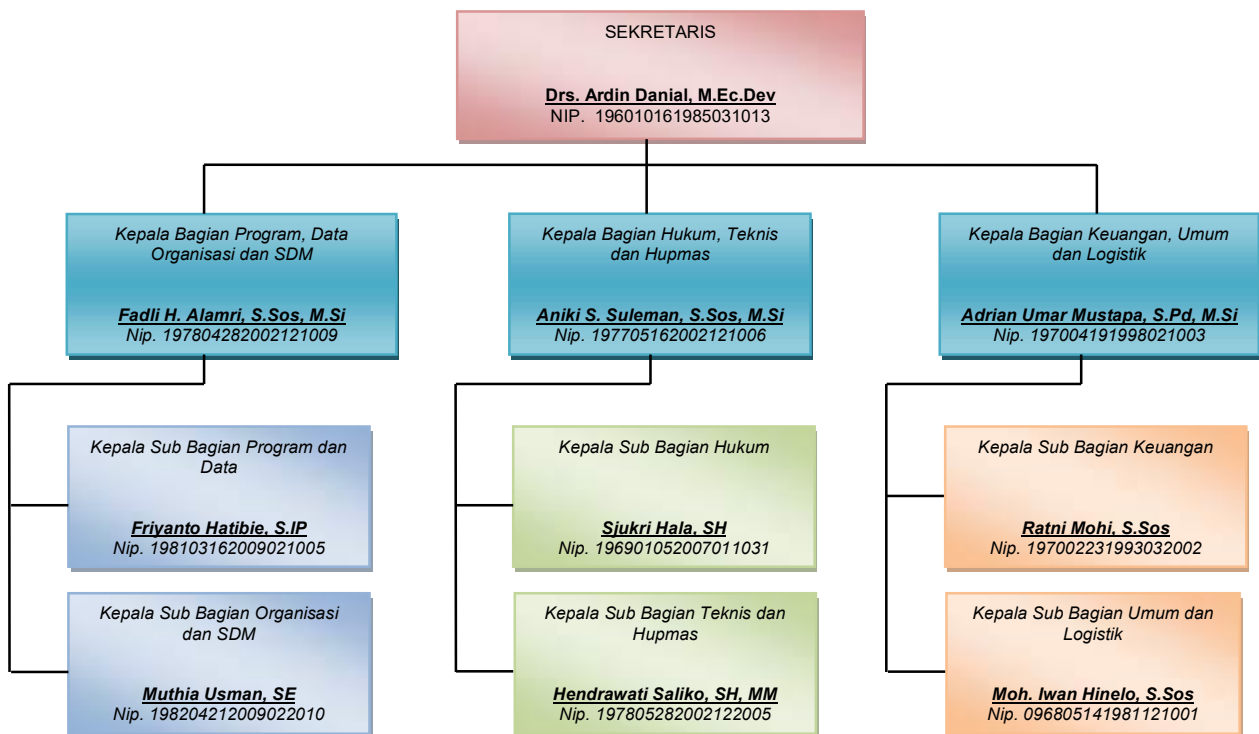 SEKRETARIS
Drs. Ardin Danial, M.Ec.Dev
NIP. 196010161985031013
Kepala Bagian Program, Data
Organisasi dan SDM
Fadli H. Alamri, S.Sos, M.Si
Nip. 197804282002121009
Kepala Bagian Hukum, Teknis
dan Hupmas
Aniki S. Suleman, S.Sos, M.Si
Nip. 197705162002121006
Kepala Bagian Keuangan, Umum
dan Logistik
Adrian Umar Mustapa, S.Pd, M.Si
Nip. 197004191998021003
Kepala Sub Bagian Program dan
Data
Friyanto Hatibie, S.IP
Nip. 198103162009021005
Kepala Sub Bagian Hukum
Sjukri Hala, SH
Nip. 196901052007011031
Kepala Sub Bagian Keuangan
Ratni Mohi, S.Sos
Nip. 197002231993032002
Kepala Sub Bagian Organisasi
dan SDM
Muthia Usman, SE
Nip. 198204212009022010
Kepala Sub Bagian Teknis dan
Hupmas
Hendrawati Saliko, SH, MM
Nip. 197805282002122005
Kepala Sub Bagian Umum dan
Logistik
Moh. Iwan Hinelo, S.Sos
Nip. 096805141981121001